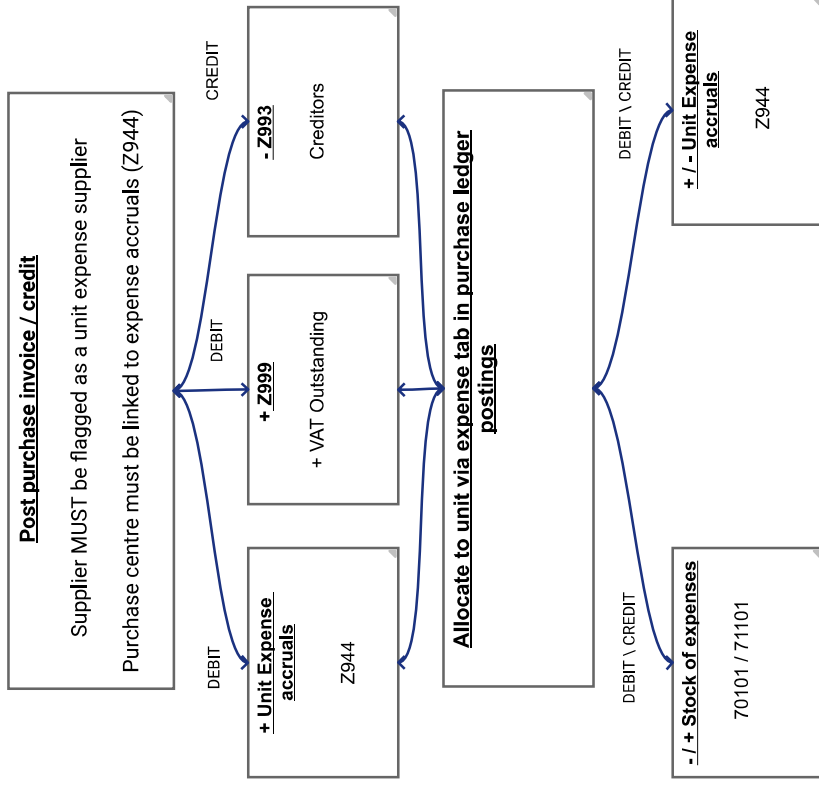 Post purchase invoice / credit
Supplier MUST be flagged as a unit expense supplier
Purchase centre must be linked to expense accruals (Z944)
DEBIT
DEBIT
CREDIT
+ Unit Expense
accruals
Z944
+ Z999
+ VAT Outstanding
- Z993
Creditors
Allocate to unit via expense tab in purchase ledger
postings
DEBIT \ CREDIT
DEBIT \ CREDIT
- / + Stock of expenses
70101 / 71101
+ / - Unit Expense
accruals
Z944